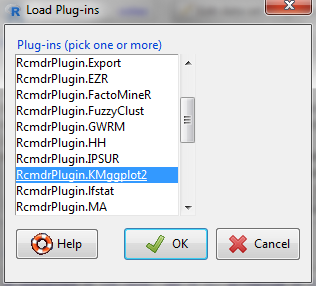 Load Plug-ins
Plug-ins (pick one or more)
RcmdrPlugin.Export
RcmdrPlugin.EZR
RcmdrPlugin.FactoMineR
RcmdrPlugin.FuzzyClust
RcmdrPlugin.GWRM
RcmdrPlugin.HH
RcmdrPlugin.IPSUR
RcmdrPlugin.KMggplot2
RcmdrPlugin.lfstat
RcmdrPlugin.MA
Help
OK
Cancel